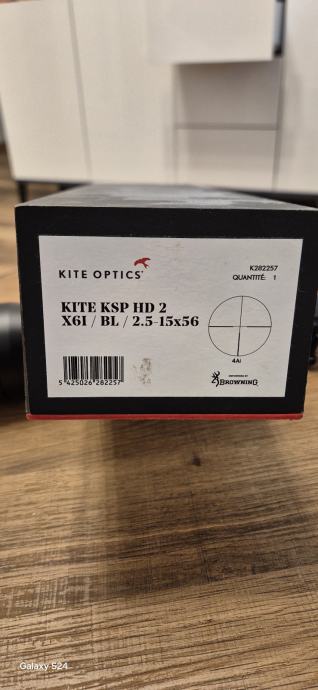 KITE OPTICS
K282257
QUANTITÉ: 1
KITE KSP HD 2
X6I / BL / 2.5-15x56
4Ai
5 425026 282257
BROWNING
Galaxy S24